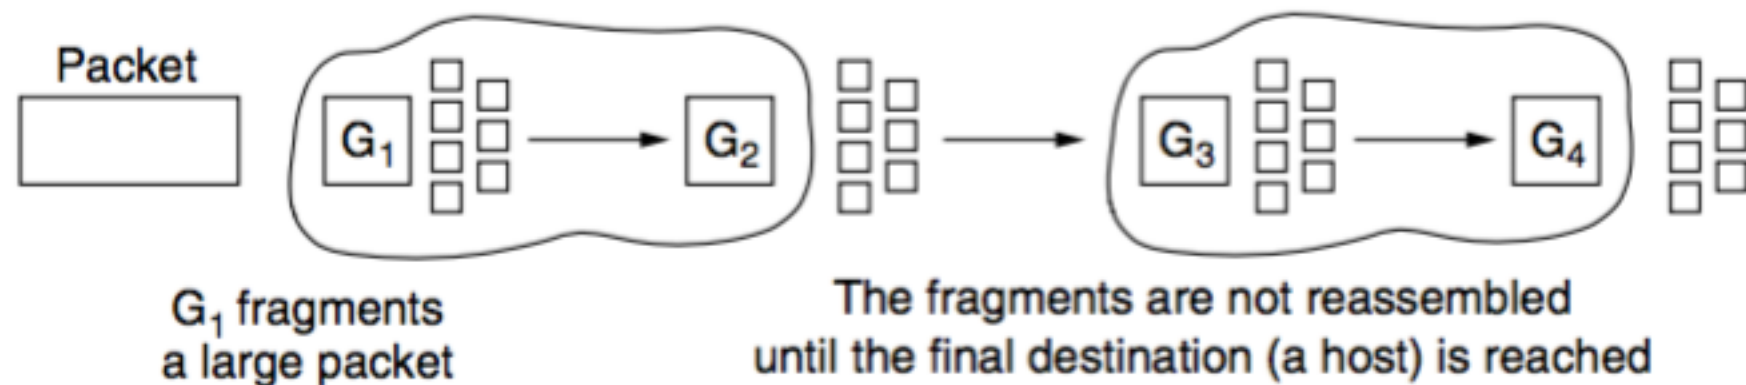 Packet
G₁
G₂
G₃
G₄
G₁ fragments
a large packet
The fragments are not reassembled
until the final destination (a host) is reached